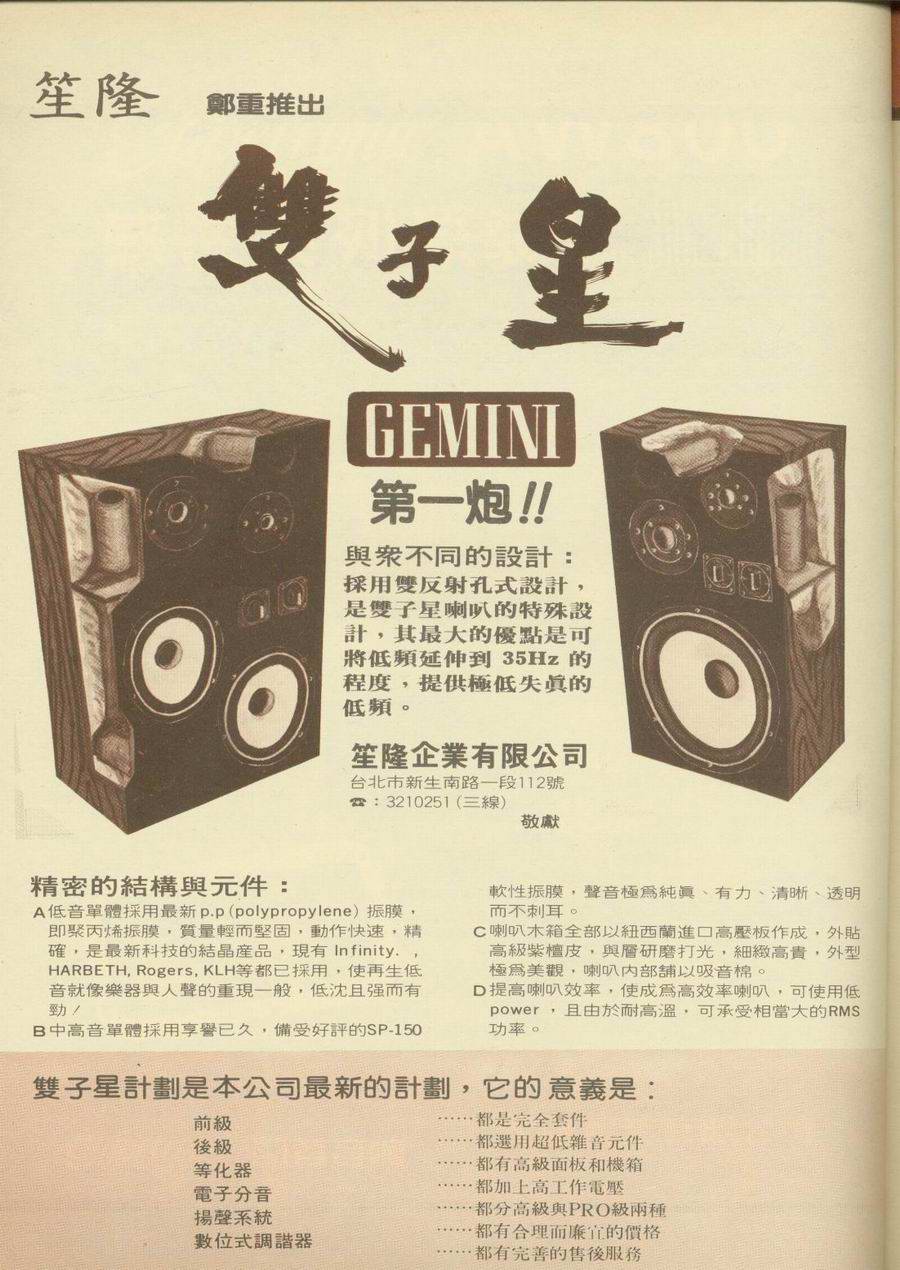 笙隆 鄭重推出
雙子星
GEMINI
第一炮!!
與衆不同的設計：
採用雙反射孔式設計，
是雙子星喇叭的特殊設
計，其最大的優點是可
將低頻延伸到 35Hz 的
程度，提供極低失眞的
低頻。
笙隆企業有限公司
台北市新生南路一段112號
☎：3210251（三線）
敬獻
精密的結構與元件：
A低音單體採用最新p.p（polypropylene）振膜，
即聚丙烯振膜，質量輕而堅固，動作快速，精
確，是最新科技的結晶產品，現有 Infinity.，
HARBETH, Rogers, KLH等都已採用，使再生低
音就像樂器與人聲的重現一般，低沈且强而有
勁！
B中高音單體採用享譽已久，備受好評的SP-150
軟性振膜，聲音極爲純眞、有力、清晰、透明
而不刺耳。
C喇叭木箱全部以紐西蘭進口高壓板作成，外貼
高級紫檀皮，與層研磨打光，細緻高貴，外型
極爲美觀，喇叭内部舖以吸音棉。
D提高喇叭效率，使成爲高效率喇叭，可使用低
power，且由於耐高溫，可承受相當大的RMS
功率。
雙子星計劃是本公司最新的計劃，它的意義是：
前級
後級
等化器
電子分音
揚聲系統
數位式調諧器
……都是完全套件
……都選用超低雜音元件
……都有高級面板和機箱
……都加上高工作電壓
……都分高級與PRO級兩種
……都有合理而廉宜的價格
……都有完善的售後服務